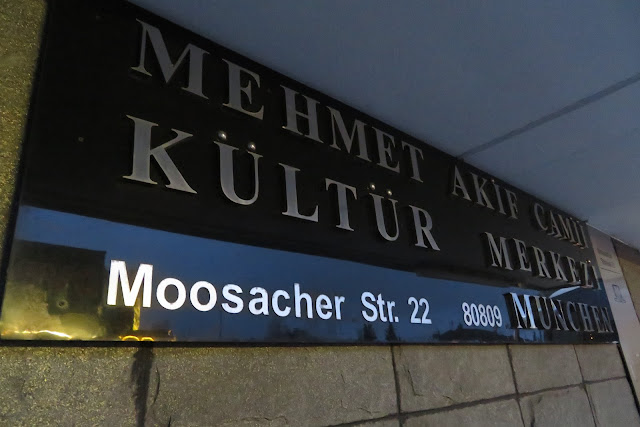 MEHMET AKİF CAMİİ
KÜLTÜR MERKEZİ
Moosacher Str. 22 80809 MÜNCHEN